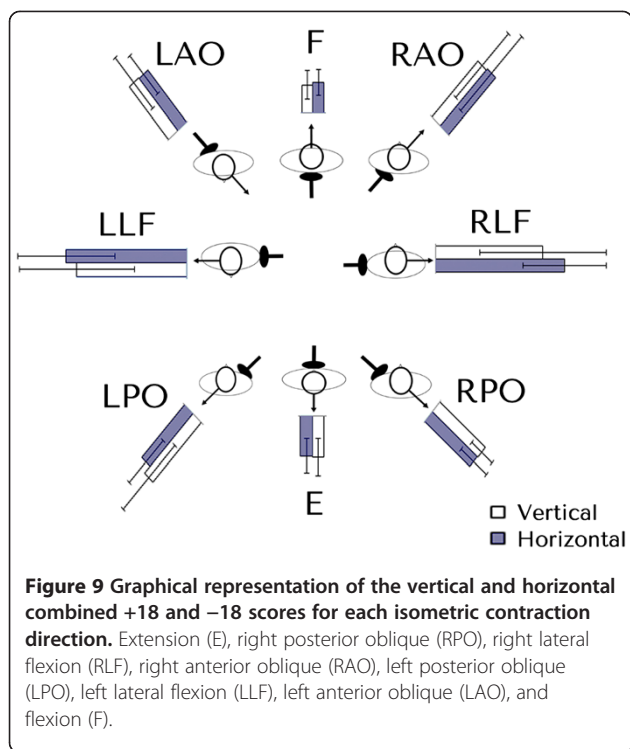 LAO
F
RAO
LLF
RLF
LPO
RPO
E
Vertical
Horizontal
Figure 9 Graphical representation of the vertical and horizontal
combined +18 and −18 scores for each isometric contraction
direction. Extension (E), right posterior oblique (RPO), right lateral
flexion (RLF), right anterior oblique (RAO), left posterior oblique
(LPO), left lateral flexion (LLF), left anterior oblique (LAO), and
flexion (F).